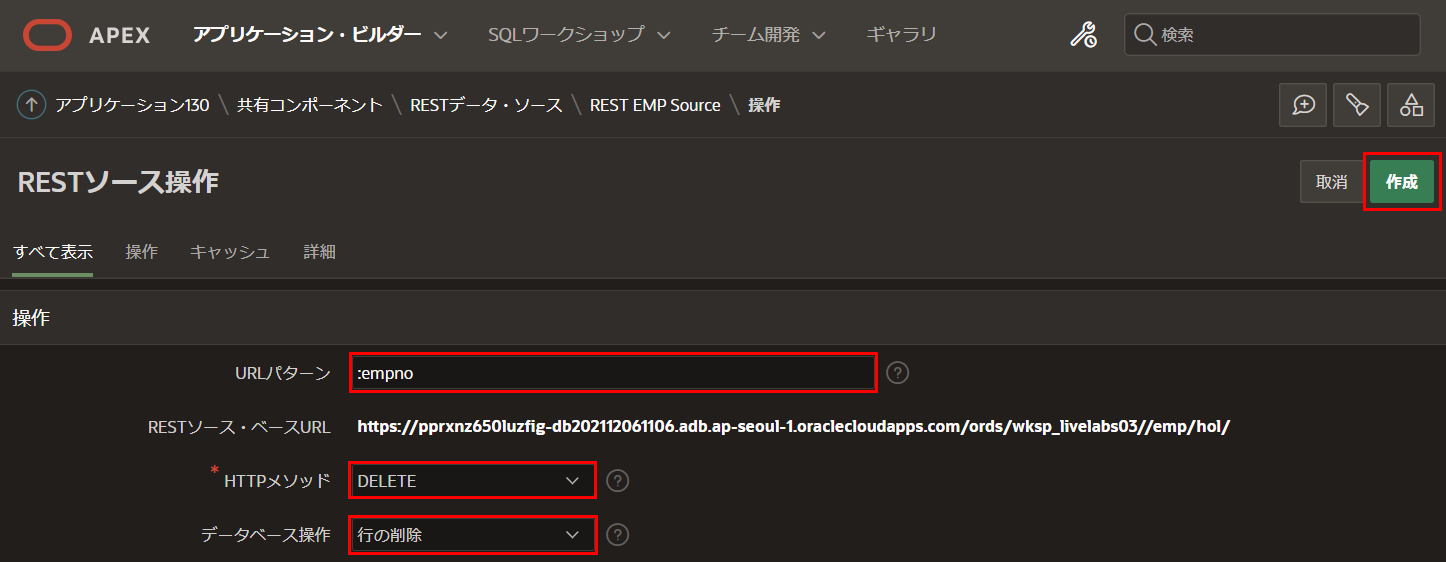 APEX アプリケーション・ビルダー SQLワークショップ チーム開発 ギャラリ 検索
アプリケーション130 \ 共有コンポーネント \ RESTデータ・ソース \ REST EMP Source \ 操作
RESTソース操作 取消 作成
すべて表示 操作 キャッシュ 詳細
操作
URLパターン :empno ?
RESTソース・ベースURL https://pprxnz650luzfig-db202112061106.adb.ap-seoul-1.oraclecloudapps.com/ords/wksp_livelabs03//emp/hol/
* HTTPメソッド DELETE ?
データベース操作 行の削除 ?